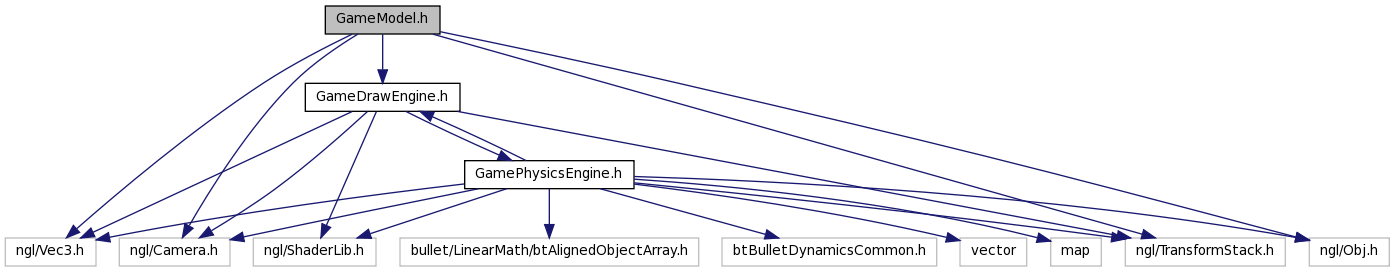 GameModel.h
GameDrawEngine.h
GamePhysicsEngine.h
ngl/Vec3.h
ngl/Camera.h
ngl/ShaderLib.h
bullet/LinearMath/btAlignedObjectArray.h
btBulletDynamicsCommon.h
vector
map
ngl/TransformStack.h
ngl/Obj.h